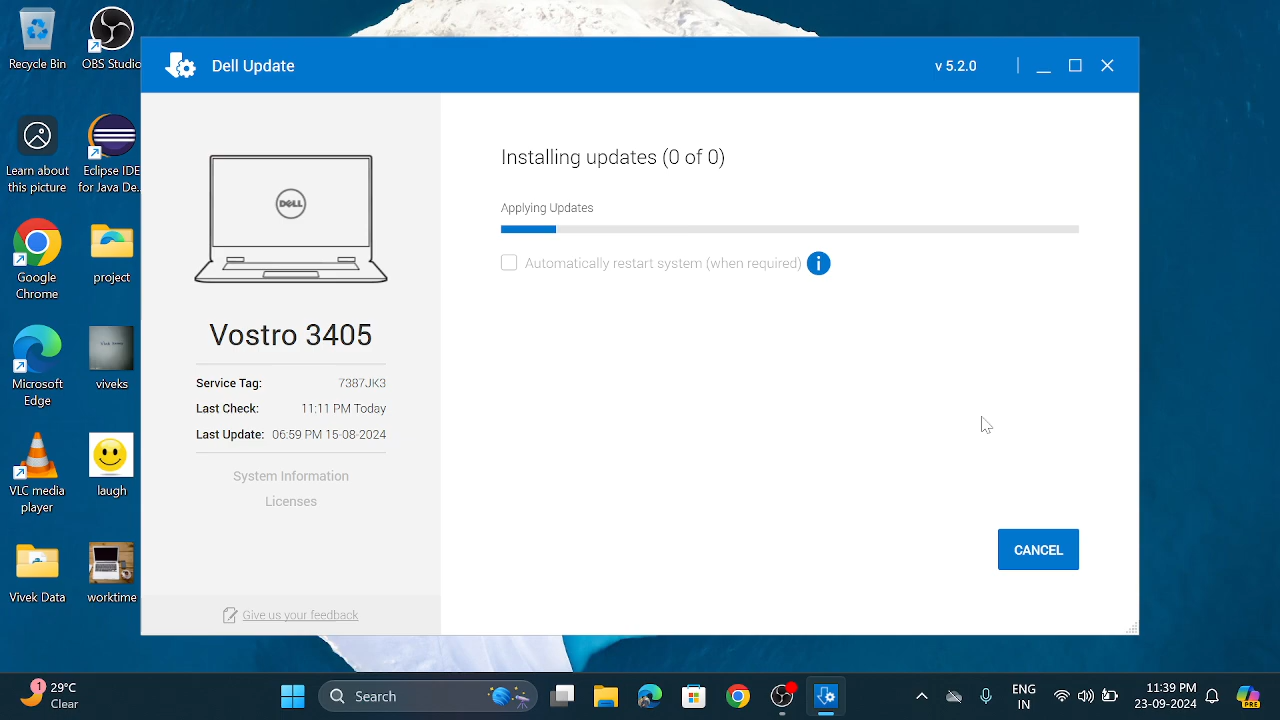 Recycle Bin
OBS Studio
Learn about
this picture
Eclipse IDE
for Java De...
Google
Chrome
project
Microsoft
Edge
viveks
VLC media
player
laugh
Vivek Data
worktime
Dell Update
v 5.2.0
DELL
Vostro 3405
Service Tag: 7387JK3
Last Check: 11:11 PM Today
Last Update: 06:59 PM 15-08-2024
System Information
Licenses
Give us your feedback
Installing updates (0 of 0)
Applying Updates
Automatically restart system (when required) i
CANCEL
1
29°C
Clear
Search
ENG
IN
11:39 PM
23-09-2024
PRE